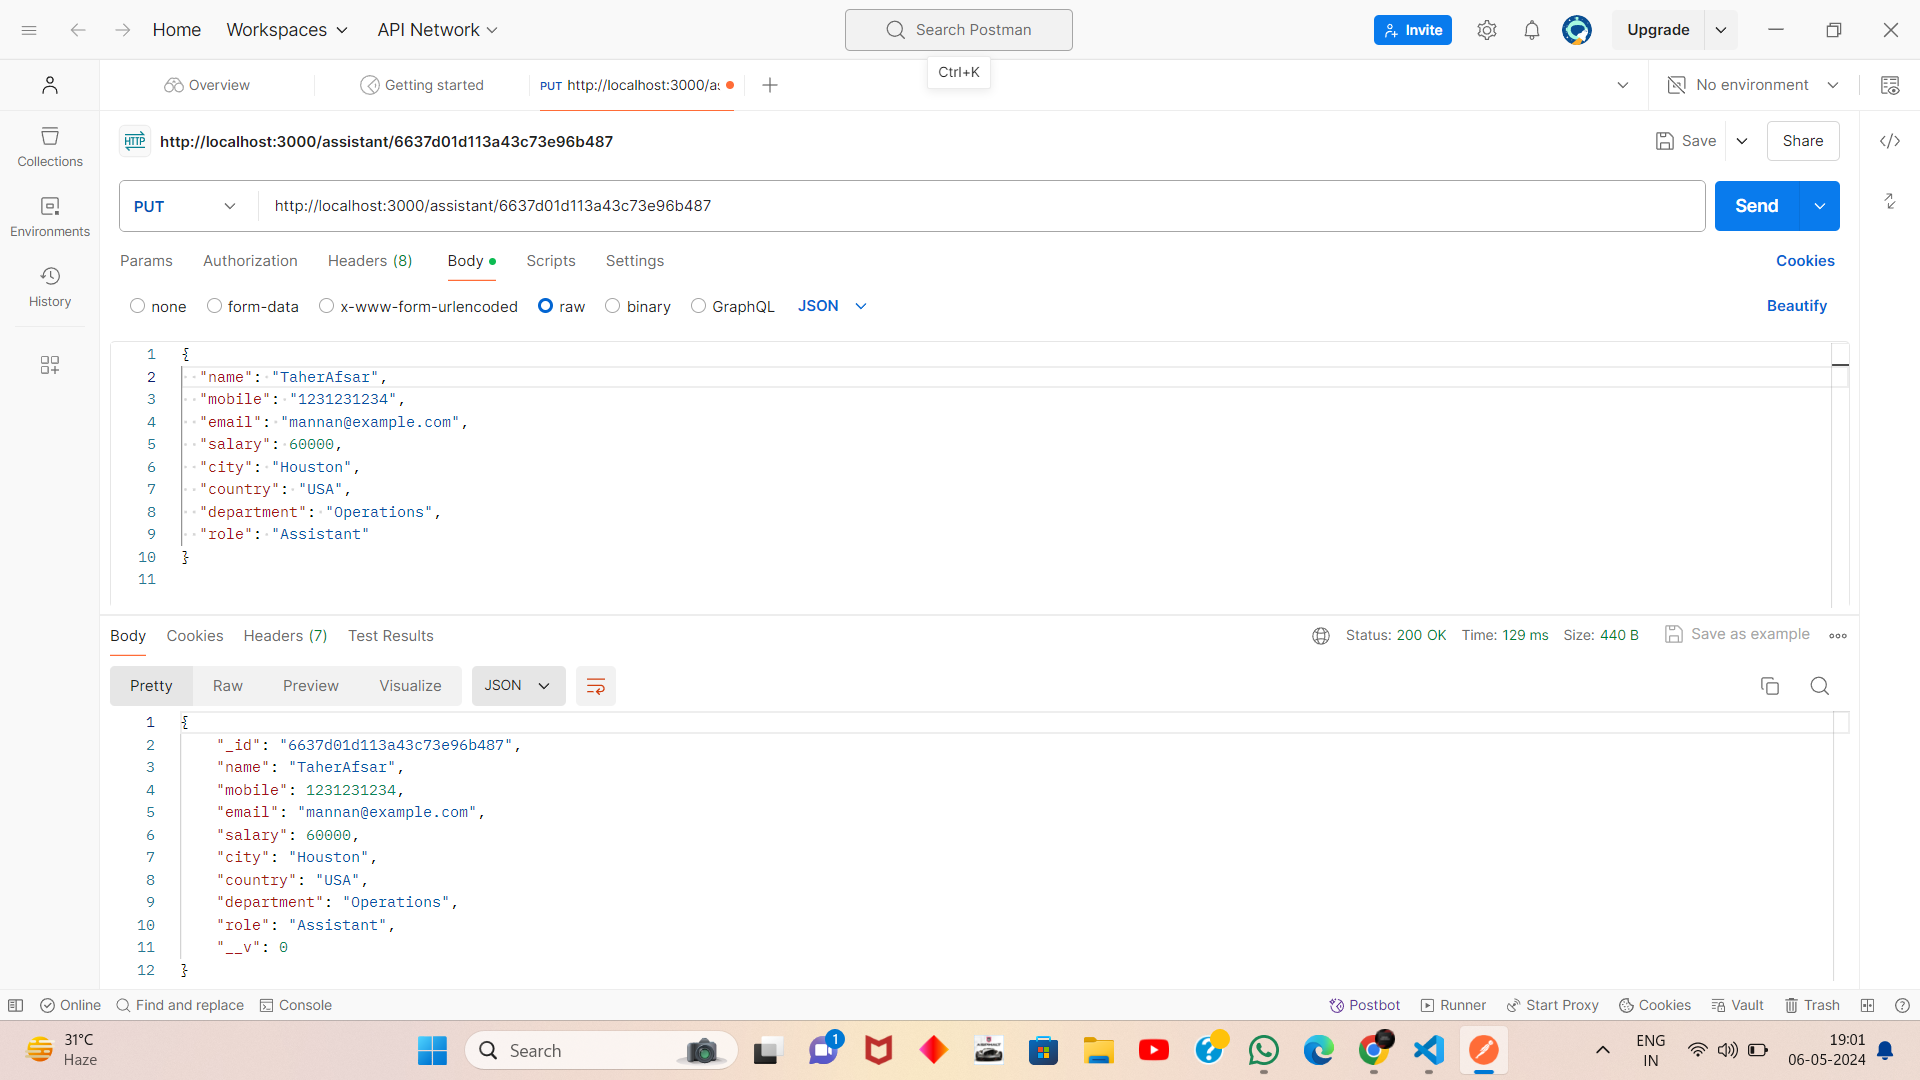 Home Workspaces API Network Search Postman Invite Upgrade
Ctrl+K
Overview Getting started PUT http://localhost:3000/as No environment
HTTP http://localhost:3000/assistant/6637d01d113a43c73e96b487 Save Share
Collections
PUT http://localhost:3000/assistant/6637d01d113a43c73e96b487 Send
Environments
Params Authorization Headers (8) Body Scripts Settings Cookies
History
none form-data x-www-form-urlencoded raw binary GraphQL JSON Beautify
1 {
2 "name": "TaherAfsar",
3 "mobile": "1231231234",
4 "email": "mannan@example.com",
5 "salary": 60000,
6 "city": "Houston",
7 "country": "USA",
8 "department": "Operations",
9 "role": "Assistant"
10 }
11
Body Cookies Headers (7) Test Results Status: 200 OK Time: 129 ms Size: 440 B Save as example
Pretty Raw Preview Visualize JSON
1 {
2 "_id": "6637d01d113a43c73e96b487",
3 "name": "TaherAfsar",
4 "mobile": 1231231234,
5 "email": "mannan@example.com",
6 "salary": 60000,
7 "city": "Houston",
8 "country": "USA",
9 "department": "Operations",
10 "role": "Assistant",
11 "__v": 0
12 }
Online Find and replace Console Postbot Runner Start Proxy Cookies Vault Trash
31°C
Haze
Search
1
ENG
IN
19:01
06-05-2024